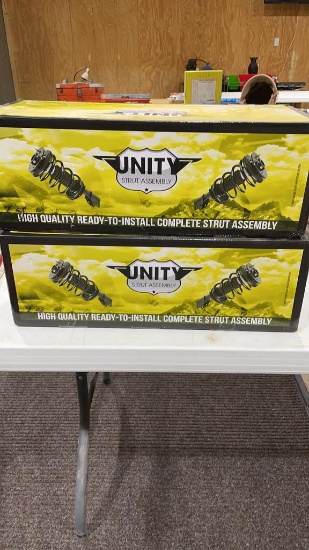 UNITY
STRUT ASSEMBLY
HIGH QUALITY READY-TO-INSTALL COMPLETE STRUT ASSEMBLY
UNITY
STRUT ASSEMBLY
HIGH QUALITY READY-TO-INSTALL COMPLETE STRUT ASSEMBLY